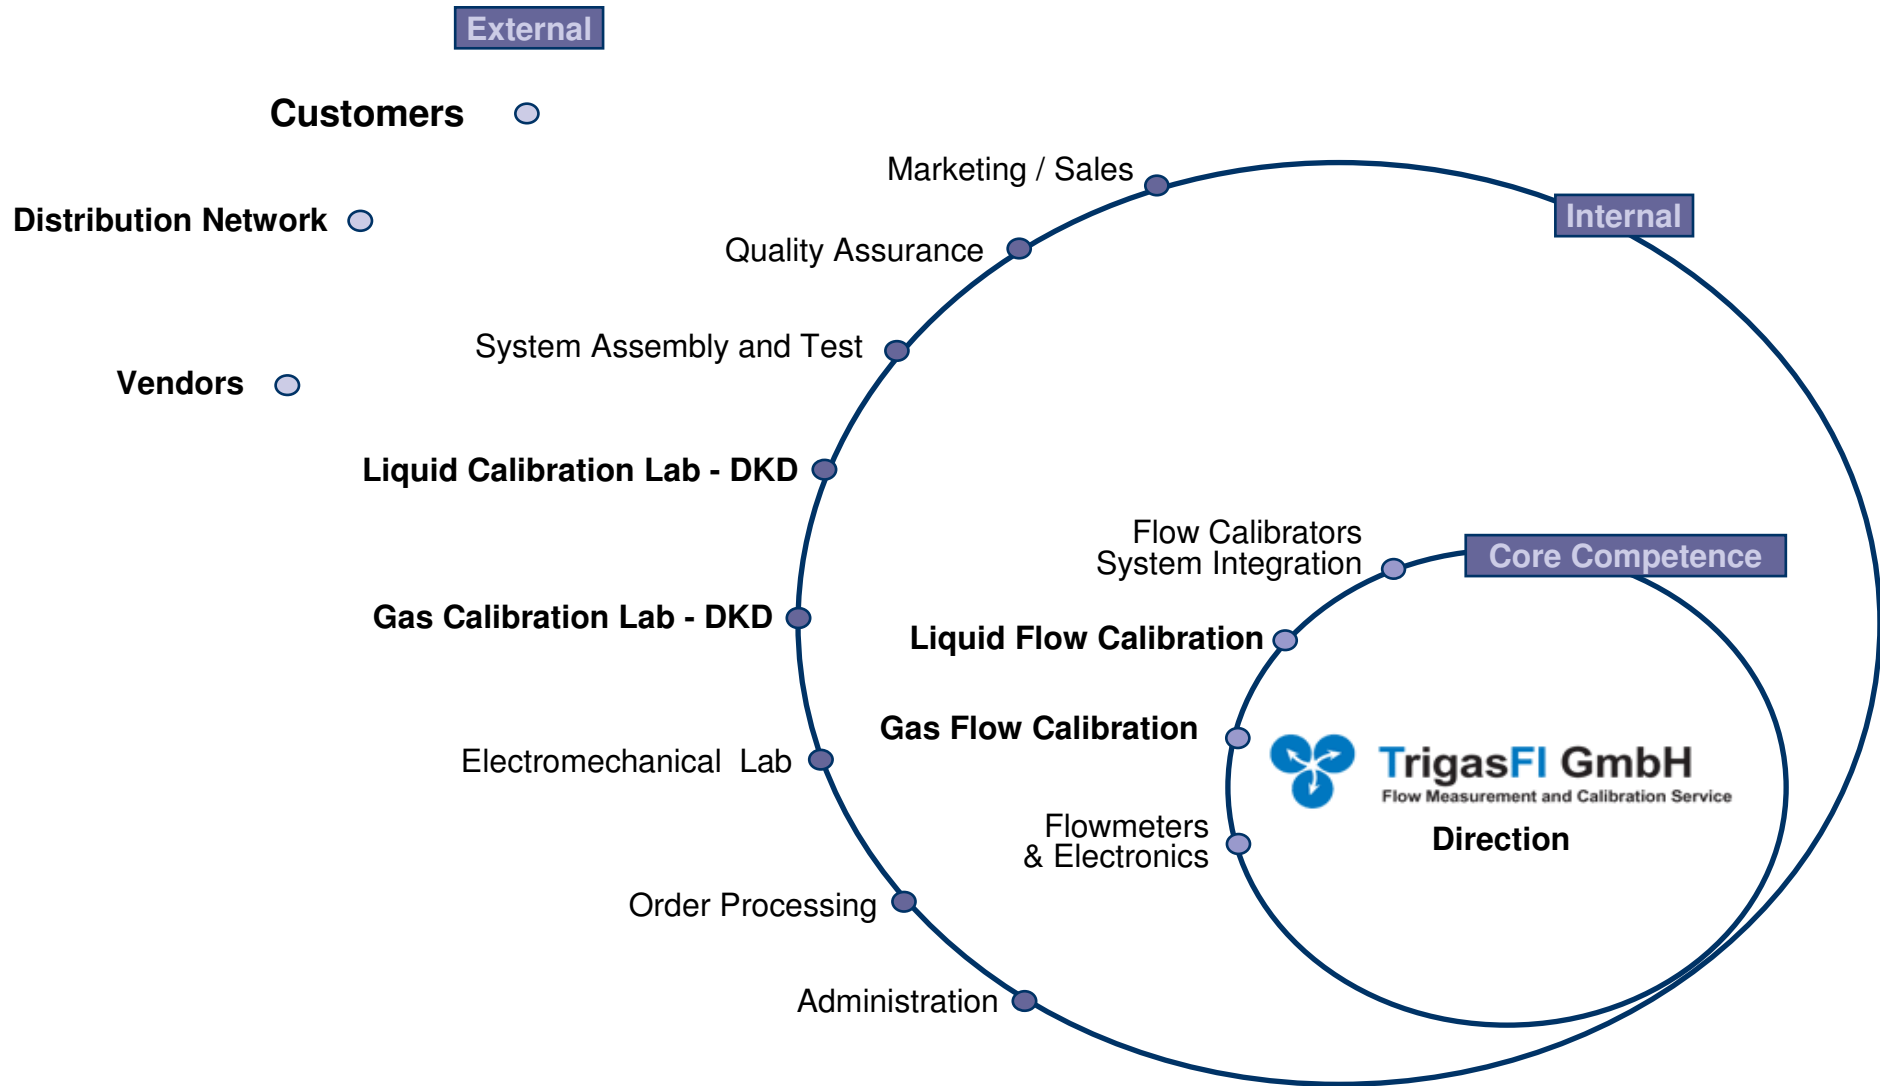 External
Customers
Marketing / Sales
Internal
Distribution Network
Quality Assurance
System Assembly and Test
Vendors
Liquid Calibration Lab - DKD
Flow Calibrators
System Integration
Core Competence
Gas Calibration Lab - DKD
Liquid Flow Calibration
Gas Flow Calibration
Electromechanical Lab
TrigasFI GmbH
Flow Measurement and Calibration Service
Flowmeters
& Electronics
Direction
Order Processing
Administration